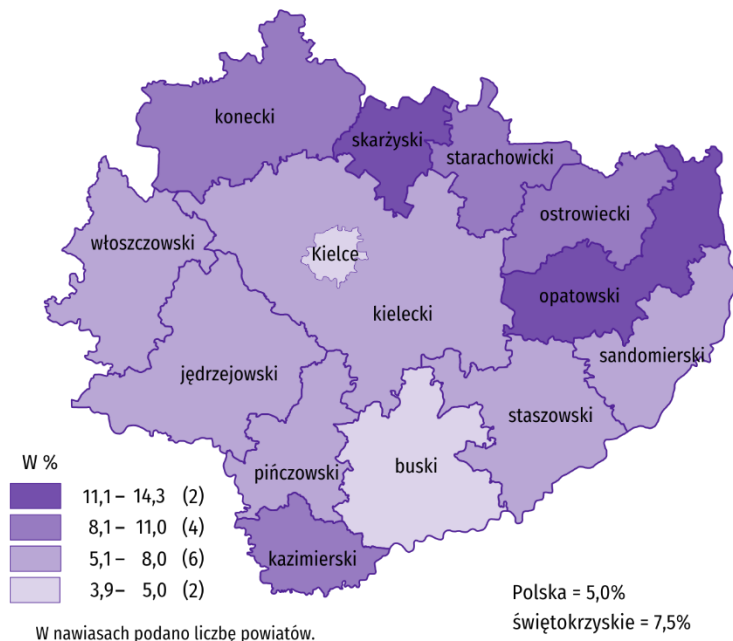 konecki
skarżyski
starachowicki
ostrowiecki
włoszczowski
Kielce
opatowski
kielecki
sandomierski
jędrzejowski
staszowski
pińczowski
buski
kazimierski
W %
11,1 – 14,3 (2)
8,1 – 11,0 (4)
5,1 – 8,0 (6)
3,9 – 5,0 (2)
Polska = 5,0%
świętokrzyskie = 7,5%
W nawiasach podano liczbę powiatów.